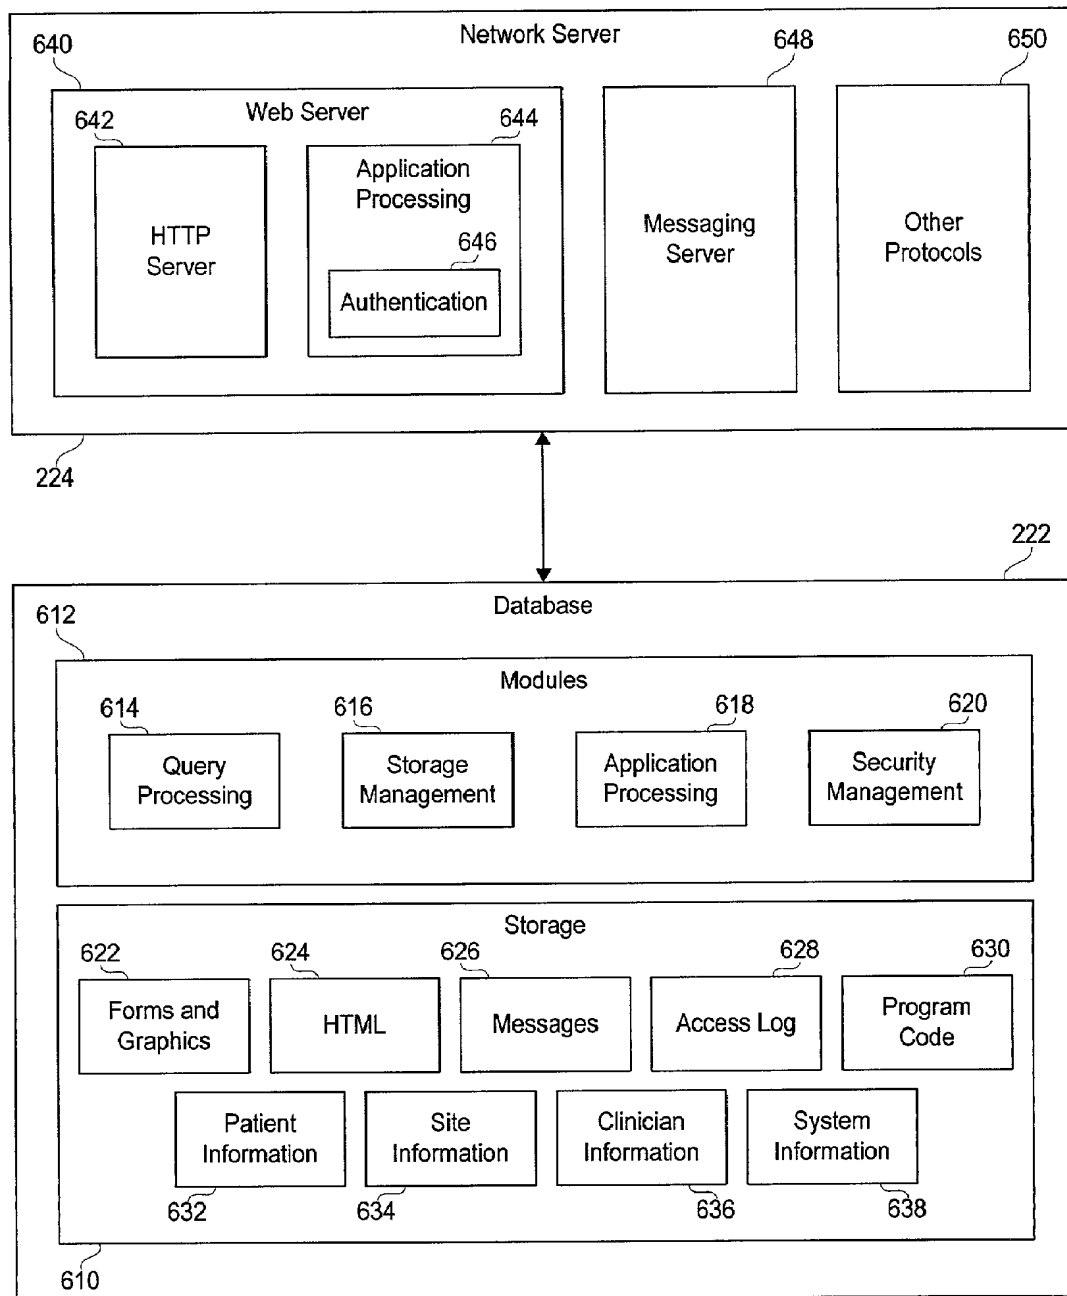 Network Server
640
648
650
Web Server
642
644
HTTP
Server
Application
Processing
646
Authentication
Messaging
Server
Other
Protocols
224
222
Database
612
Modules
614
616
618
620
Query
Processing
Storage
Management
Application
Processing
Security
Management
Storage
622
624
626
628
630
Forms and
Graphics
HTML
Messages
Access Log
Program
Code
Patient
Information
Site
Information
Clinician
Information
System
Information
632
634
636
638
610